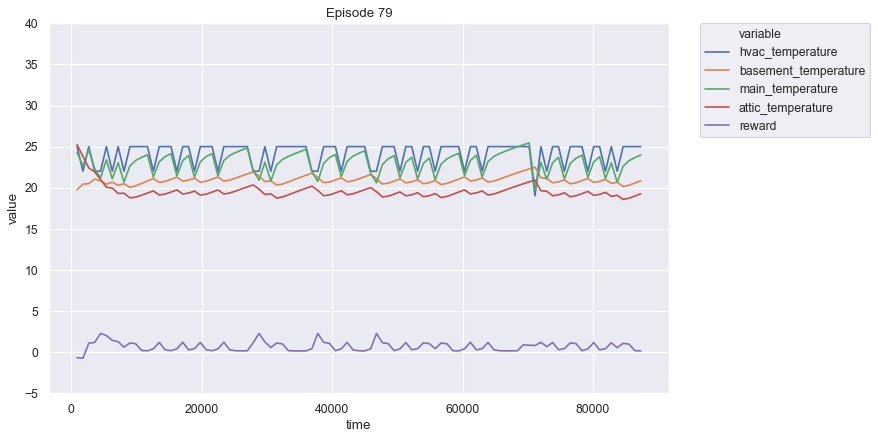 Episode 79
40
35
30
25
20
15
10
5
0
−5
value
0 20000 40000 60000 80000
time
variable
hvac_temperature
basement_temperature
main_temperature
attic_temperature
reward